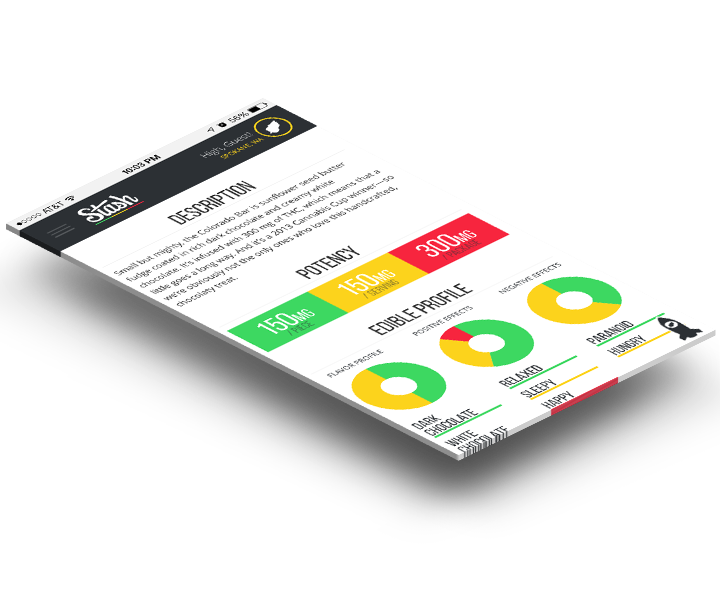 AT&T 10:03 PM 56%
Stash
High, Guest!
SPOKANE, WA
DESCRIPTION
Small but mighty, the Colorado Bar is sunflower seed butter
fudge coated in rich dark chocolate and creamy white
chocolate. It's infused with 300 mg of THC, which means that a
little goes a long way. And it's a 2013 Cannabis Cup winner—so
we're obviously not the only ones who love this handcrafted,
chocolaty treat.
POTENCY
150MG
/ PIECE
150MG
/ SERVING
300MG
/ PACKAGE
EDIBLE PROFILE
FLAVOR PROFILE
POSITIVE EFFECTS
NEGATIVE EFFECTS
DARK
CHOCOLATE
WHITE
CHOCOLATE
RELAXED
SLEEPY
HAPPY
PARANOID
HUNGRY